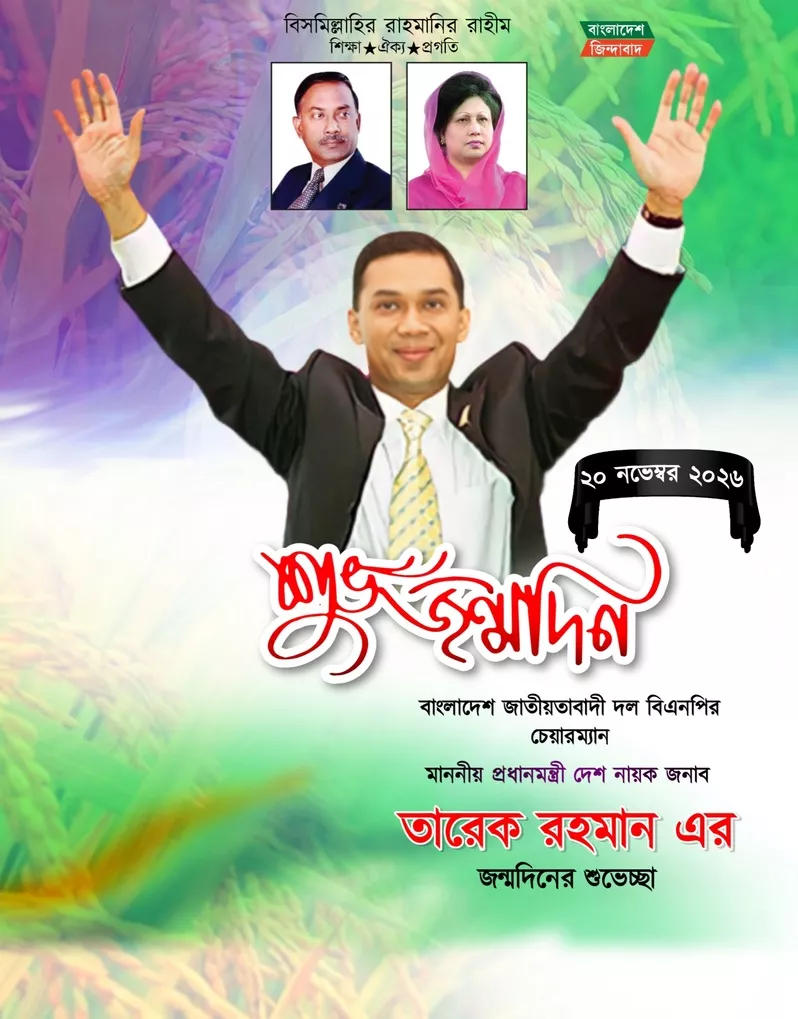 বিসমিল্লাহির রাহমানির রাহীম
শিক্ষা★ঐক্য★প্রগতি
বাংলাদেশ
জিন্দাবাদ
২০ নভেম্বর ২০২৬
শুভ জন্মদিন
বাংলাদেশ জাতীয়তাবাদী দল বিএনপির
চেয়ারম্যান
মাননীয় প্রধানমন্ত্রী দেশ নায়ক জনাব
তারেক রহমান এর
জন্মদিনের শুভেচ্ছা